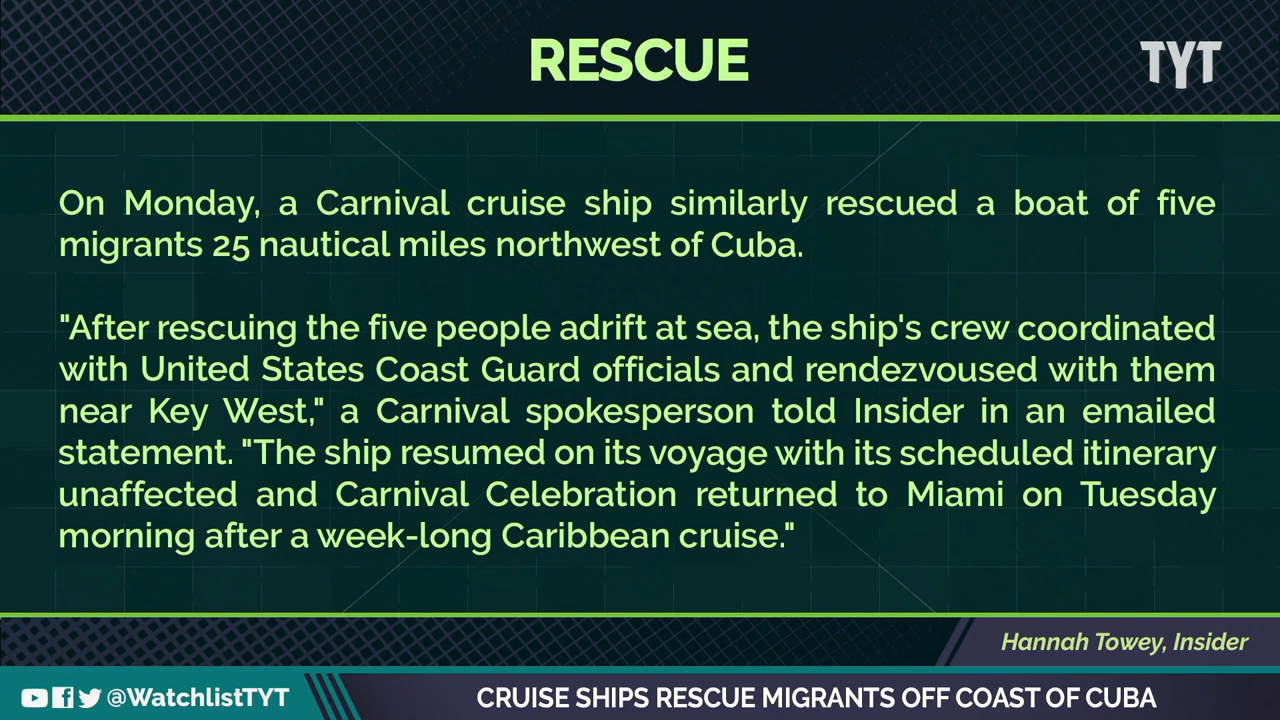 RESCUE
TYT
On Monday, a Carnival cruise ship similarly rescued a boat of five
migrants 25 nautical miles northwest of Cuba.
"After rescuing the five people adrift at sea, the ship's crew coordinated
with United States Coast Guard officials and rendezvoused with them
near Key West," a Carnival spokesperson told Insider in an emailed
statement. "The ship resumed on its voyage with its scheduled itinerary
unaffected and Carnival Celebration returned to Miami on Tuesday
morning after a week-long Caribbean cruise."
Hannah Towey, Insider
@WatchlistTYT
CRUISE SHIPS RESCUE MIGRANTS OFF COAST OF CUBA